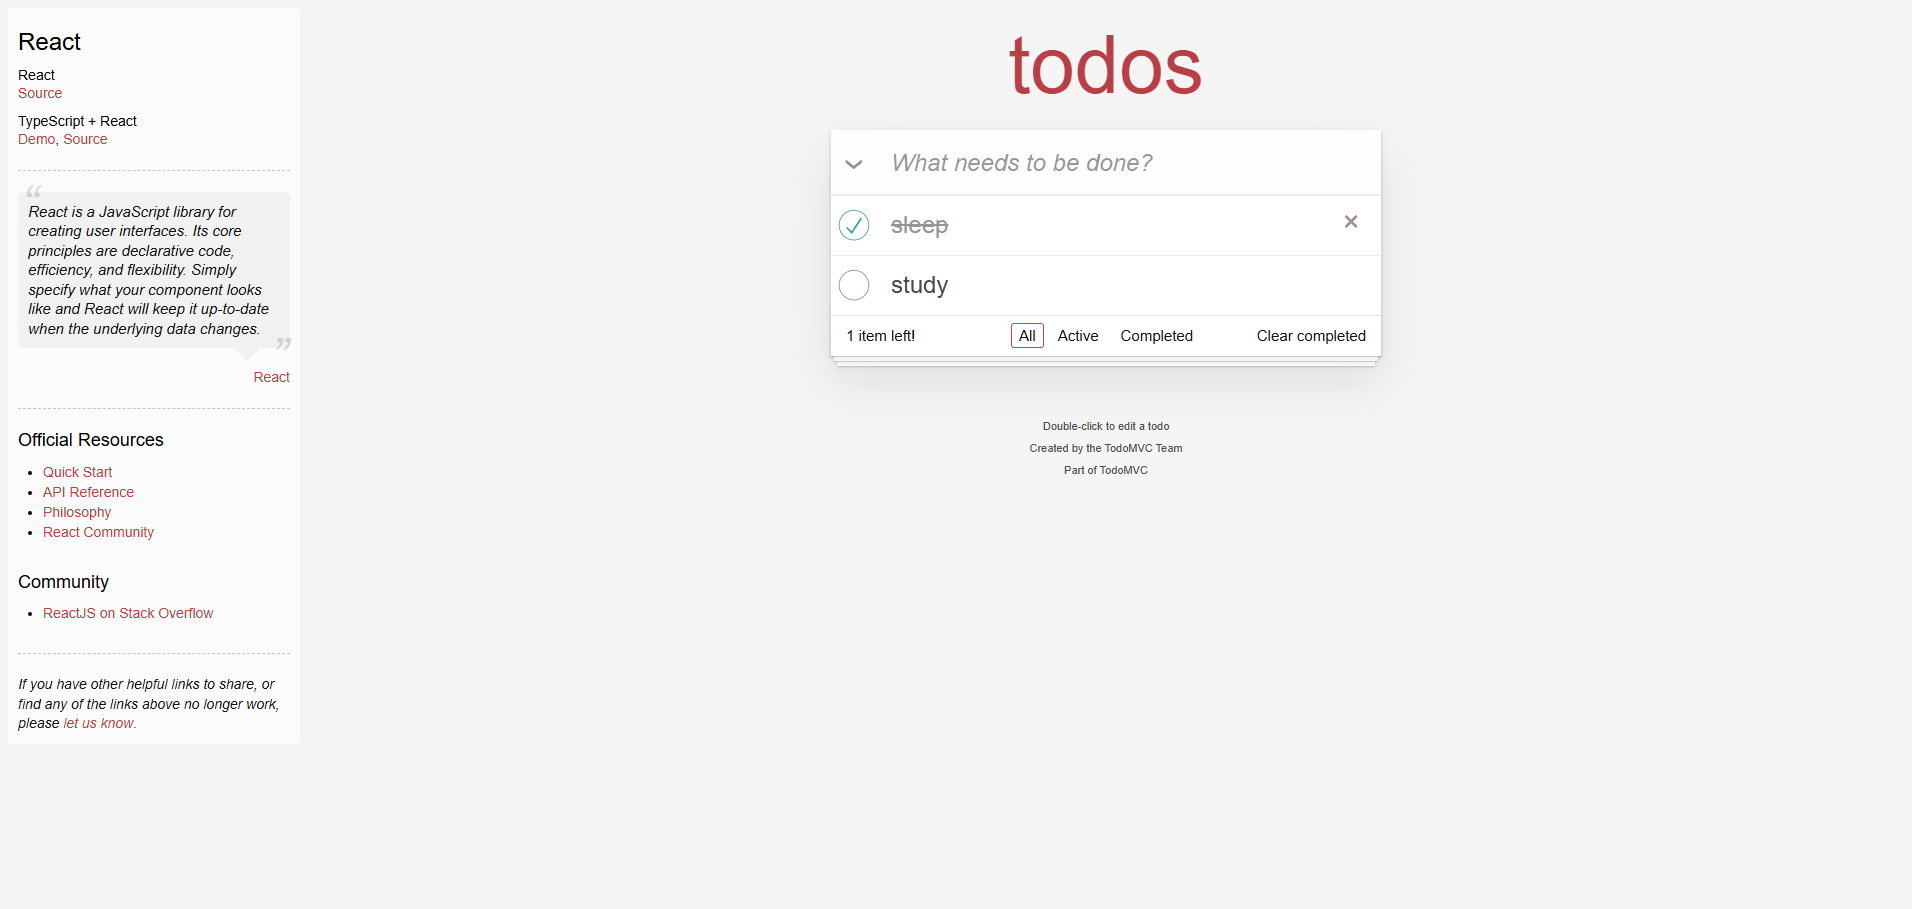 React
React
Source
TypeScript + React
Demo, Source
“
React is a JavaScript library for
creating user interfaces. Its core
principles are declarative code,
efficiency, and flexibility. Simply
specify what your component looks
like and React will keep it up-to-date
when the underlying data changes.
”
React
Official Resources
• Quick Start
• API Reference
• Philosophy
• React Community
Community
• ReactJS on Stack Overflow
If you have other helpful links to share, or
find any of the links above no longer work,
please let us know.
todos
What needs to be done?
sleep
study
1 item left! All Active Completed Clear completed
Double-click to edit a todo
Created by the TodoMVC Team
Part of TodoMVC